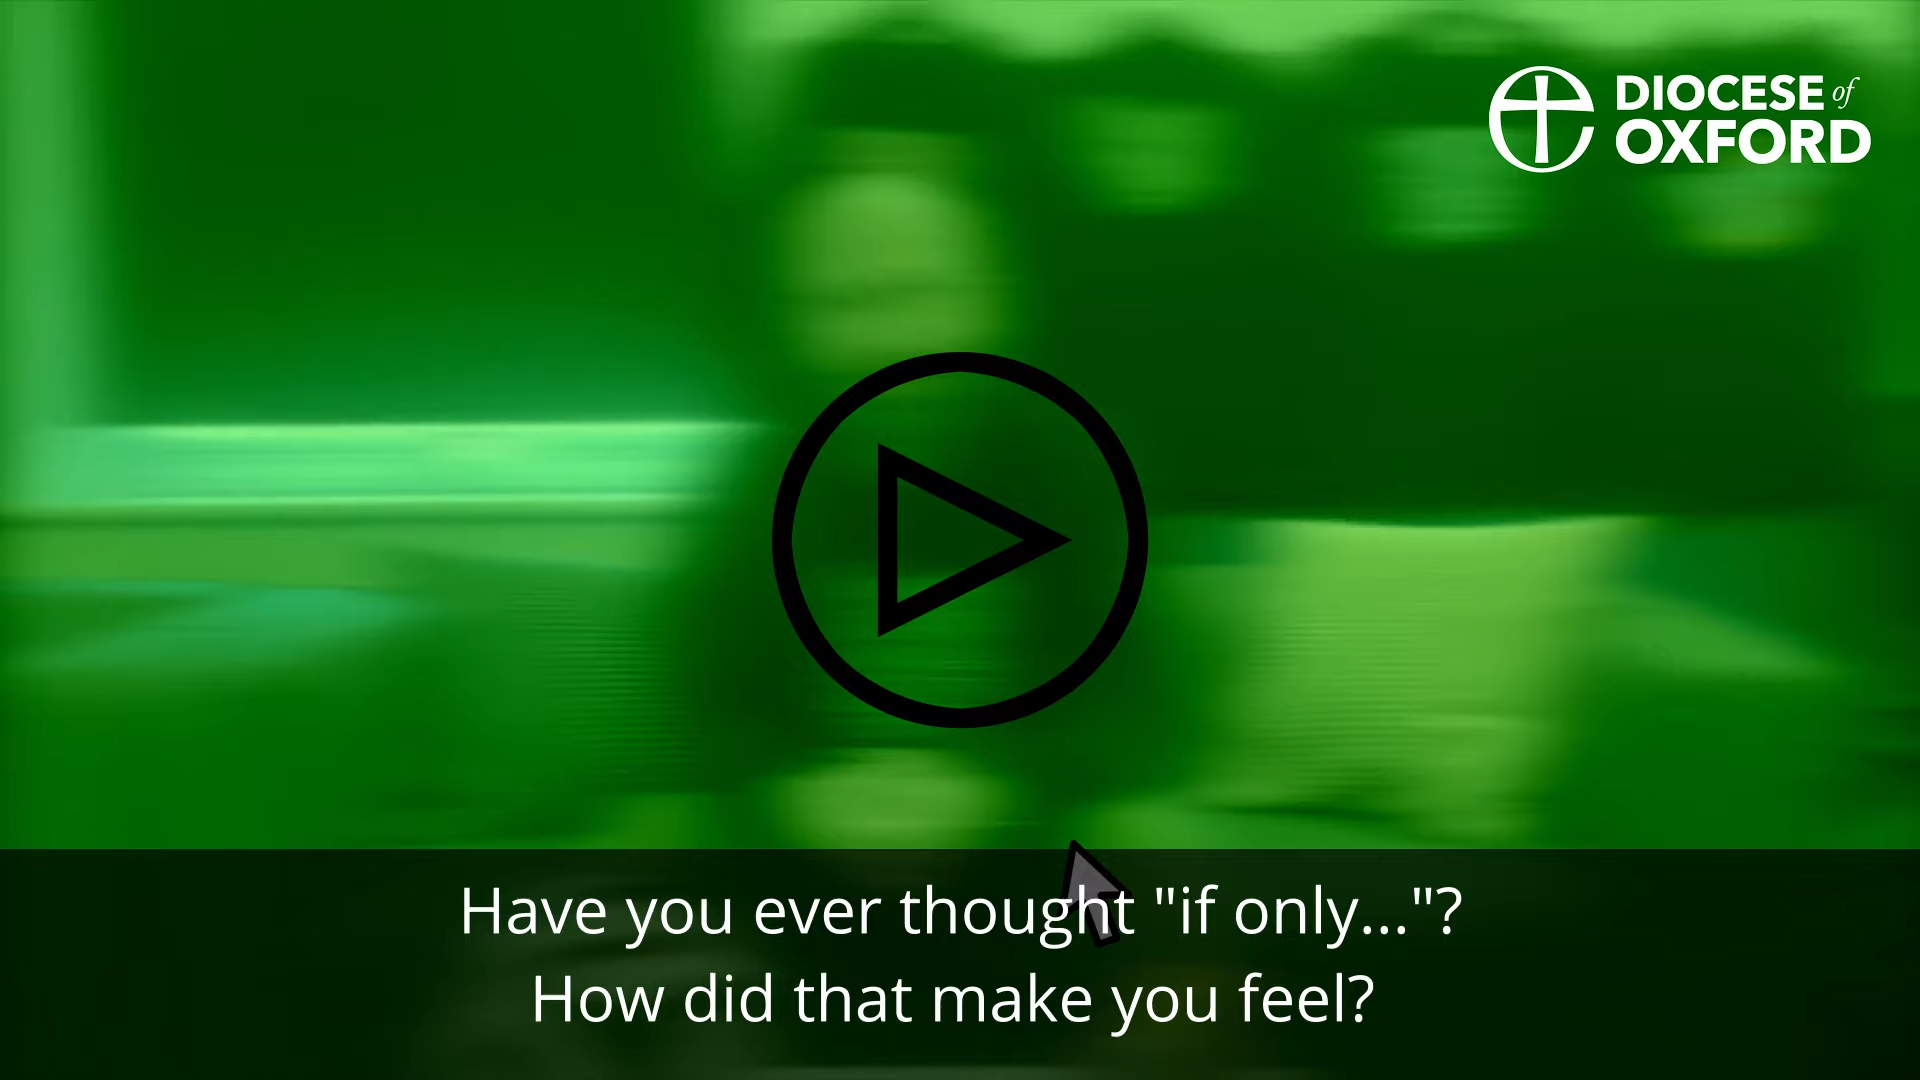 DIOCESE of
OXFORD
Have you ever thought "if only..."?
How did that make you feel?